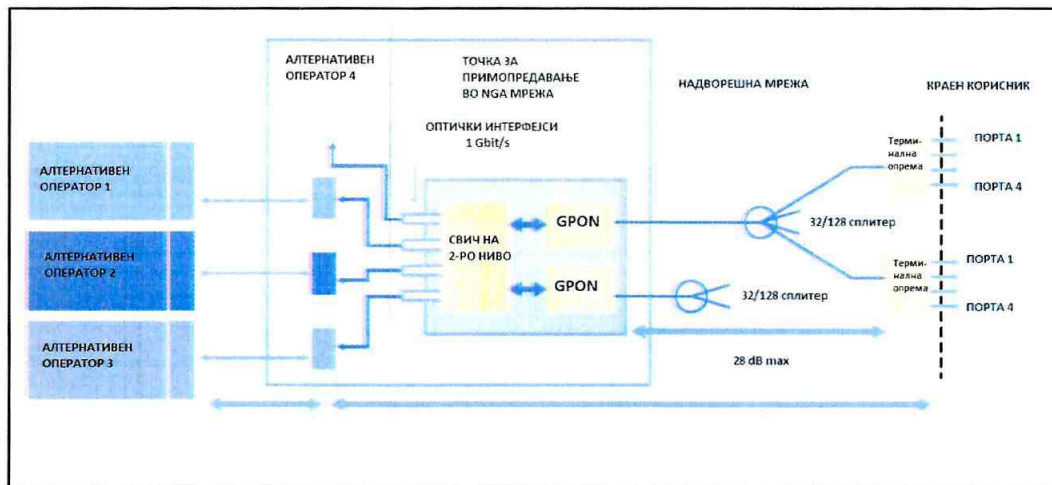 АЛТЕРНАТИВЕН
ОПЕРАТОР 4
ТОЧКА ЗА
ПРИМОПРЕДАВАЊЕ
ВО NGA МРЕЖА
НАДВОРЕШНА МРЕЖА
КРАЕН КОРИСНИК
ОПТИЧКИ ИНТЕРФЕЈСИ
1 Gbit/s
АЛТЕРНАТИВЕН
ОПЕРАТОР 1
АЛТЕРНАТИВЕН
ОПЕРАТОР 2
АЛТЕРНАТИВЕН
ОПЕРАТОР 3
СВИЧ НА
2-РО НИВО
GPON
GPON
32/128 сплитер
32/128 сплитер
28 dB max
Терми-
нална
опрема
ПОРТА 1
ПОРТА 4
Терми-
нална
опрема
ПОРТА 1
ПОРТА 4